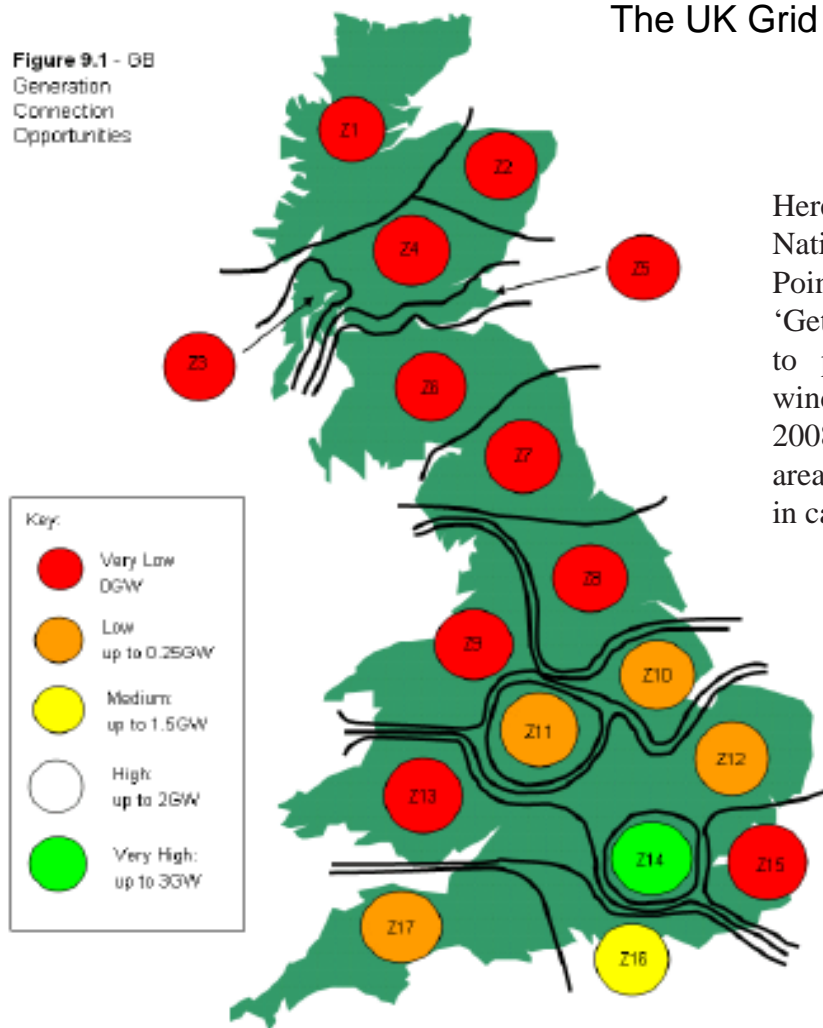 The UK Grid
Figure 9.1 - GB
Generation
Connection
Opportunities
Z1
Z2
Z4
Z5
Z3
Z6
Z7
Z8
Z9
Z10
Z11
Z12
Z13
Z14
Z15
Z17
Z16
Key:
Very Low
0GW
Low
up to 0.25GW
Medium:
up to 1.5GW
High:
up to 2GW
Very High:
up to 3GW
Here
Nati
Poin
‘Get
to
wind
2008
area
in ca